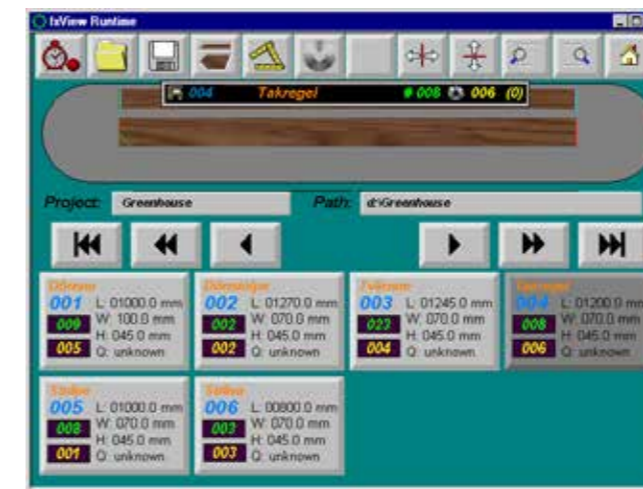 fxView Runtime
004 Takregel # 008 006 (0)
Project: Greenhouse Path: d:\Greenhouse
001 L: 01000.0 mm
009 W: 100.0 mm
H: 045.0 mm
005 Q: unknown
002 L: 01270.0 mm
002 W: 070.0 mm
H: 045.0 mm
002 Q: unknown
003 L: 01245.0 mm
023 W: 070.0 mm
H: 045.0 mm
004 Q: unknown
004 L: 01200.0 mm
008 W: 070.0 mm
H: 045.0 mm
006 Q: unknown
005 L: 01000.0 mm
008 W: 070.0 mm
H: 045.0 mm
001 Q: unknown
006 L: 00800.0 mm
003 W: 070.0 mm
H: 045.0 mm
003 Q: unknown